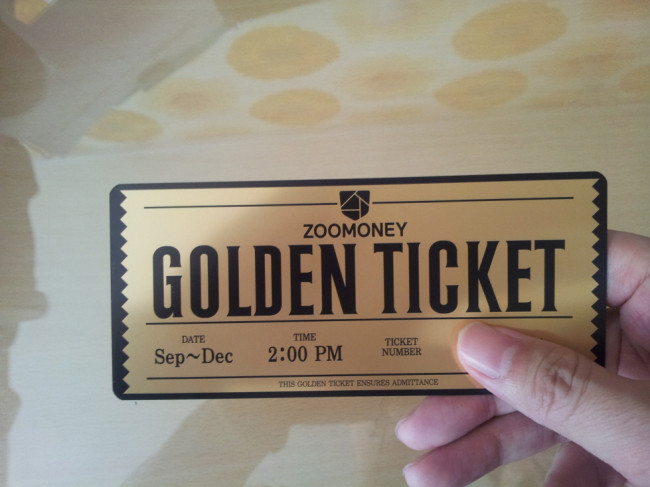 ZOOMONEY
GOLDEN TICKET
DATE
Sep~Dec
TIME
2:00 PM
TICKET
NUMBER
THIS GOLDEN TICKET ENSURES ADMITTANCE